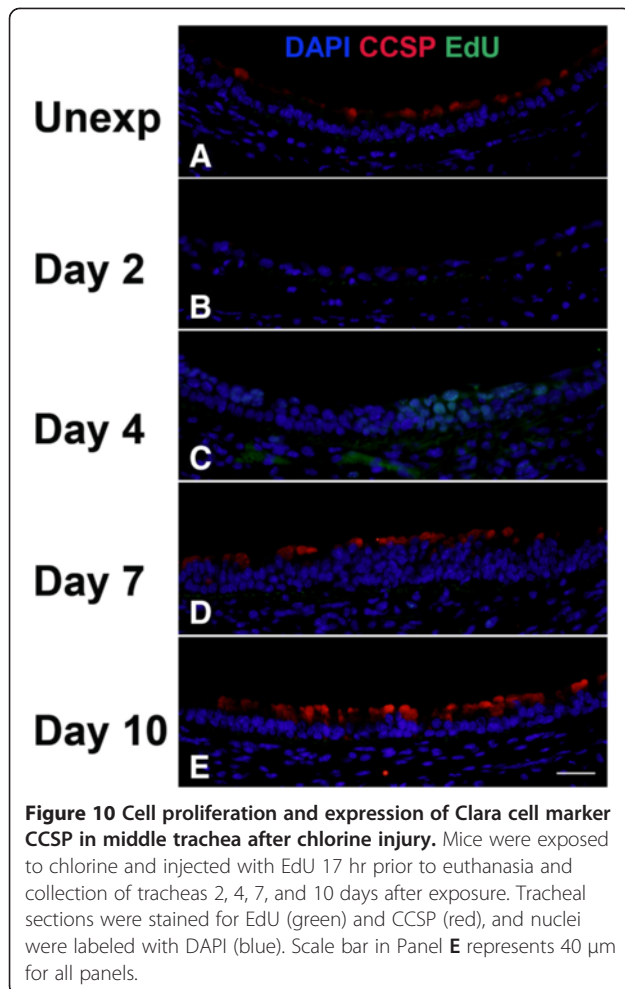 DAPI CCSP EdU
Unexp
A
Day 2
B
Day 4
C
Day 7
D
Day 10
E
Figure 10 Cell proliferation and expression of Clara cell marker
CCSP in middle trachea after chlorine injury. Mice were exposed
to chlorine and injected with EdU 17 hr prior to euthanasia and
collection of tracheas 2, 4, 7, and 10 days after exposure. Tracheal
sections were stained for EdU (green) and CCSP (red), and nuclei
were labeled with DAPI (blue). Scale bar in Panel E represents 40 μm
for all panels.